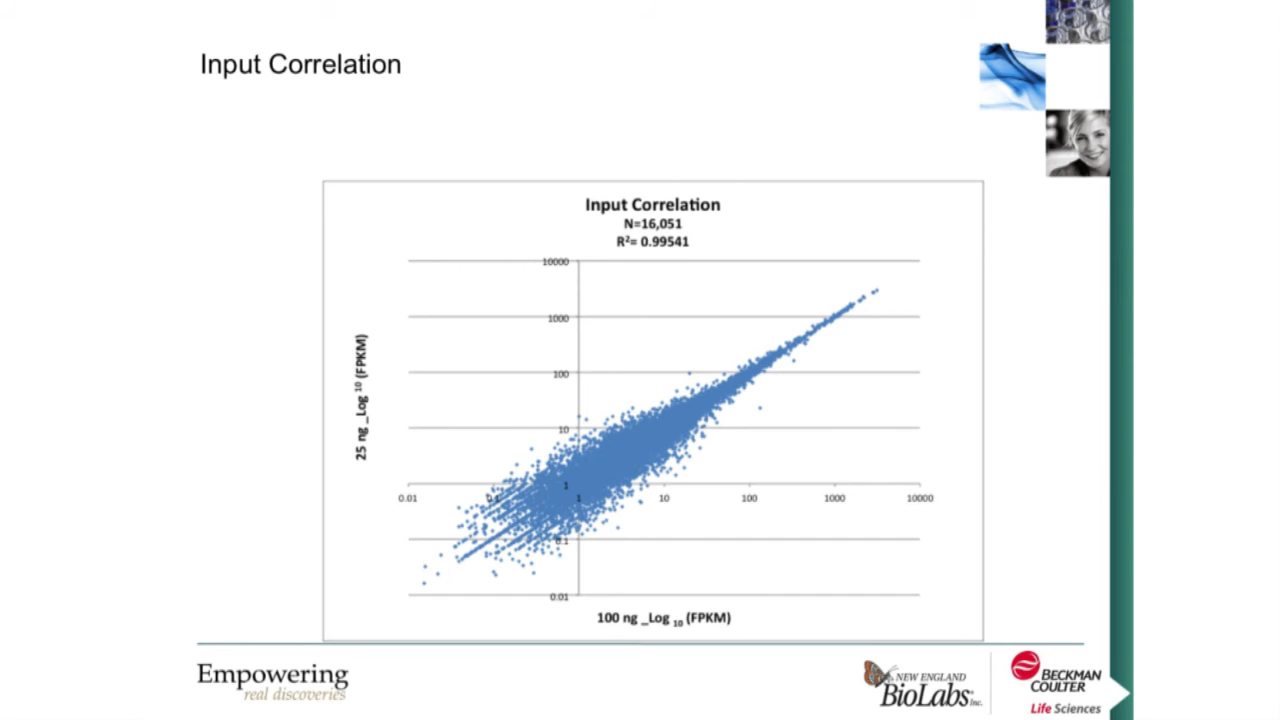 Input Correlation
Input Correlation
N=16,051
R²= 0.99541
10000
1000
100
10
1
0.1
0.01
0.01 0.1 1 10 100 1000 10000
25 ng _Log 10 (FPKM)
100 ng _Log 10 (FPKM)
Empowering
real discoveries
NEW ENGLAND
BioLabs Inc.
BECKMAN
COULTER
Life Sciences